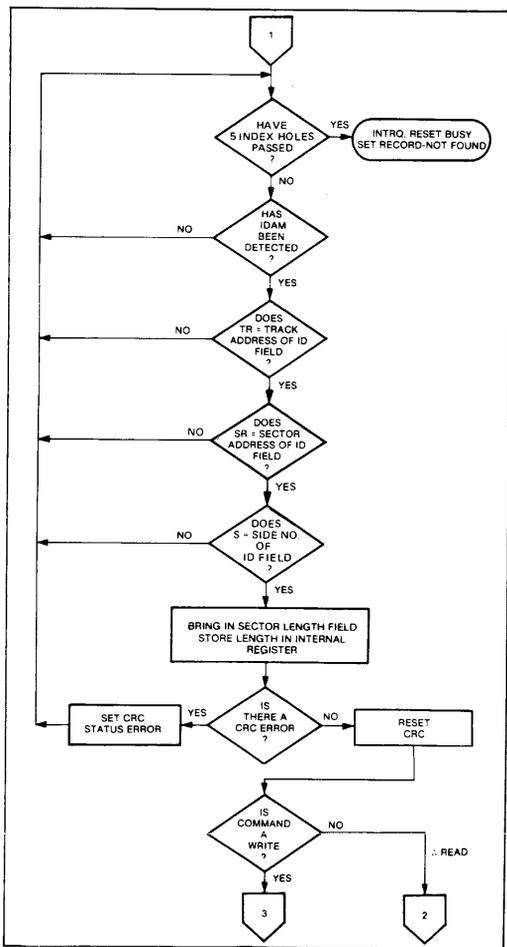 1
HAVE
5 INDEX HOLES
PASSED
?
YES
INTRQ. RESET BUSY
SET RECORD-NOT FOUND
NO
HAS
IDAM
BEEN
DETECTED
?
NO
YES
DOES
TR = TRACK
ADDRESS OF ID
FIELD
?
NO
YES
DOES
SR = SECTOR
ADDRESS OF ID
FIELD
?
NO
YES
DOES
S = SIDE NO.
OF
ID FIELD
?
NO
YES
BRING IN SECTOR LENGTH FIELD
STORE LENGTH IN INTERNAL
REGISTER
IS
THERE A
CRC ERROR
?
YES
SET CRC
STATUS ERROR
NO
RESET
CRC
IS
COMMAND
A
WRITE
?
NO
∴ READ
YES
3
2